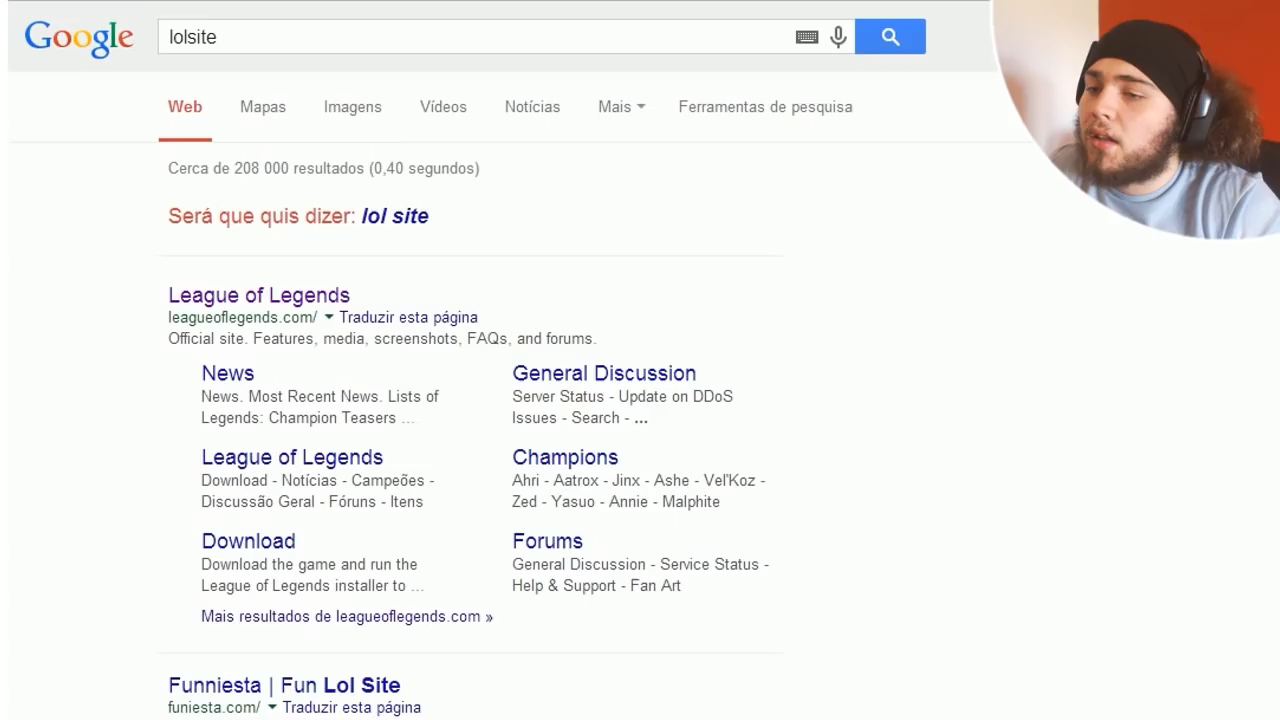 Google
lolsite
Web Mapas Imagens Vídeos Notícias Mais Ferramentas de pesquisa
Cerca de 208 000 resultados (0,40 segundos)
Será que quis dizer: lol site
League of Legends
leagueoflegends.com/ Traduzir esta página
Official site. Features, media, screenshots, FAQs, and forums.
News
News. Most Recent News. Lists of
Legends: Champion Teasers ...
General Discussion
Server Status - Update on DDoS
Issues - Search - ...
League of Legends
Download - Notícias - Campeões -
Discussão Geral - Fóruns - Itens
Champions
Ahri - Aatrox - Jinx - Ashe - Vel'Koz -
Zed - Yasuo - Annie - Malphite
Download
Download the game and run the
League of Legends installer to ...
Forums
General Discussion - Service Status -
Help & Support - Fan Art
Mais resultados de leagueoflegends.com »
Funniesta | Fun Lol Site
funiesta.com/ Traduzir esta página